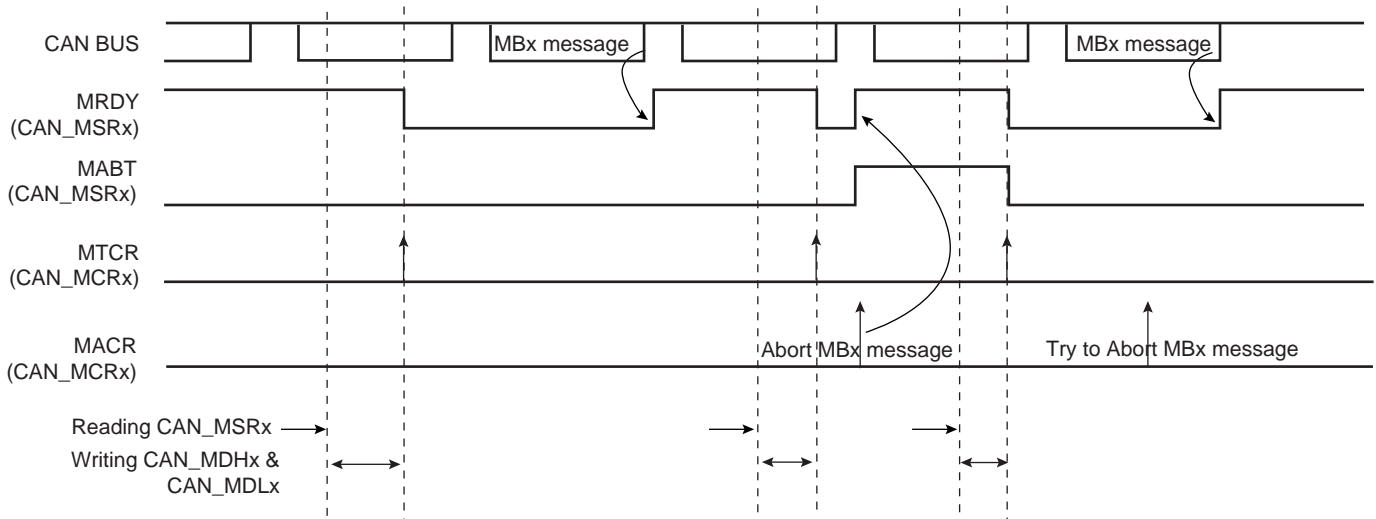 CAN BUS
MBx message
MBx message
MRDY
(CAN_MSRx)
MABT
(CAN_MSRx)
MTCR
(CAN_MCRx)
MACR
(CAN_MCRx)
Abort MBx message
Try to Abort MBx message
Reading CAN_MSRx
Writing CAN_MDHx &
CAN_MDLx